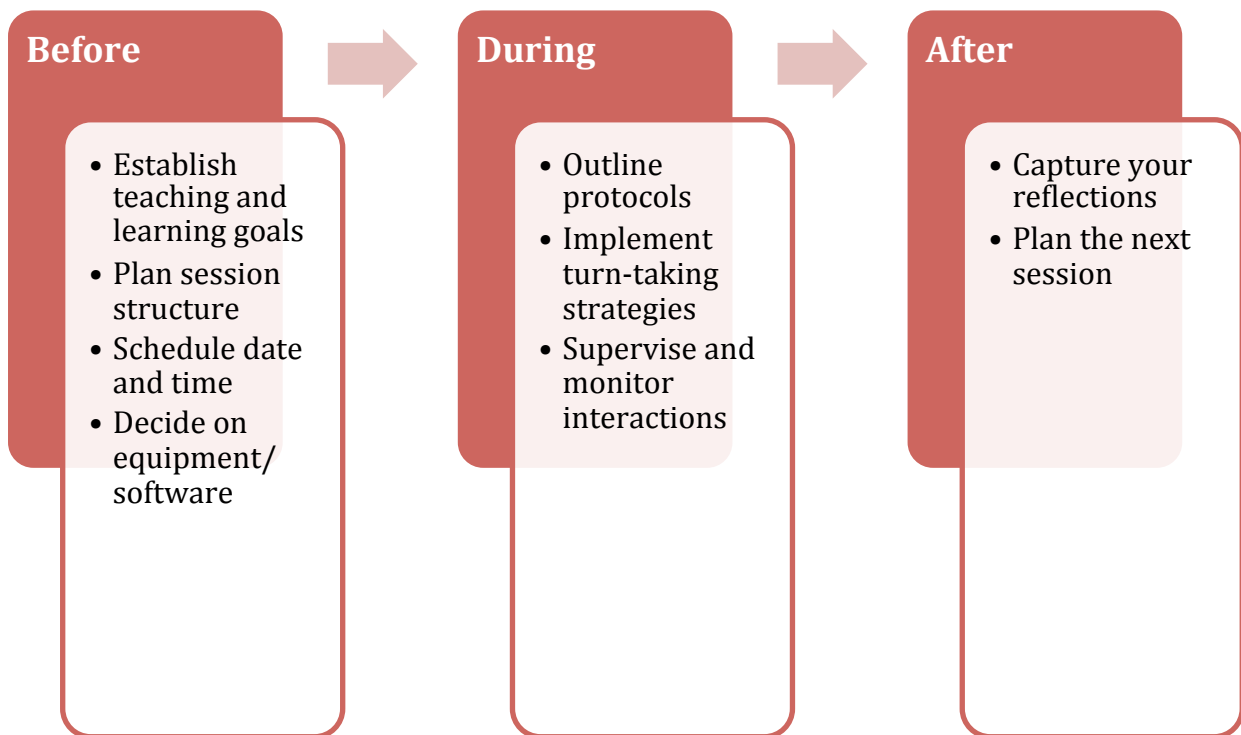 Before
• Establish
teaching and
learning goals
• Plan session
structure
• Schedule date
and time
• Decide on
equipment/
software
During
• Outline
protocols
• Implement
turn-taking
strategies
• Supervise and
monitor
interactions
After
• Capture your
reflections
• Plan the next
session